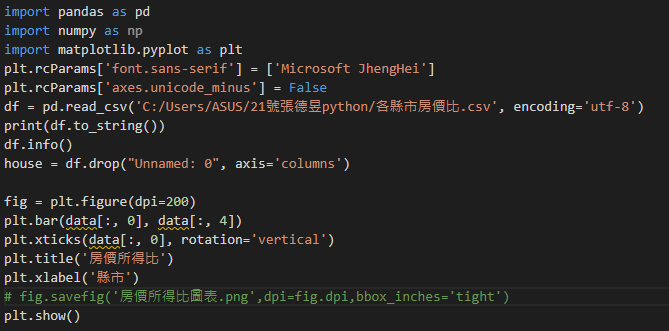 import pandas as pd
import numpy as np
import matplotlib.pyplot as plt
plt.rcParams['font.sans-serif'] = ['Microsoft JhengHei']
plt.rcParams['axes.unicode_minus'] = False
df = pd.read_csv('C:/Users/ASUS/21號張德昱python/各縣市房價比.csv', encoding='utf-8')
print(df.to_string())
df.info()
house = df.drop("Unnamed: 0", axis='columns')
fig = plt.figure(dpi=200)
plt.bar(data[:, 0], data[:, 4])
plt.xticks(data[:, 0], rotation='vertical')
plt.title('房價所得比')
plt.xlabel('縣市')
# fig.savefig('房價所得比圖表.png',dpi=fig.dpi,bbox_inches='tight')
plt.show()